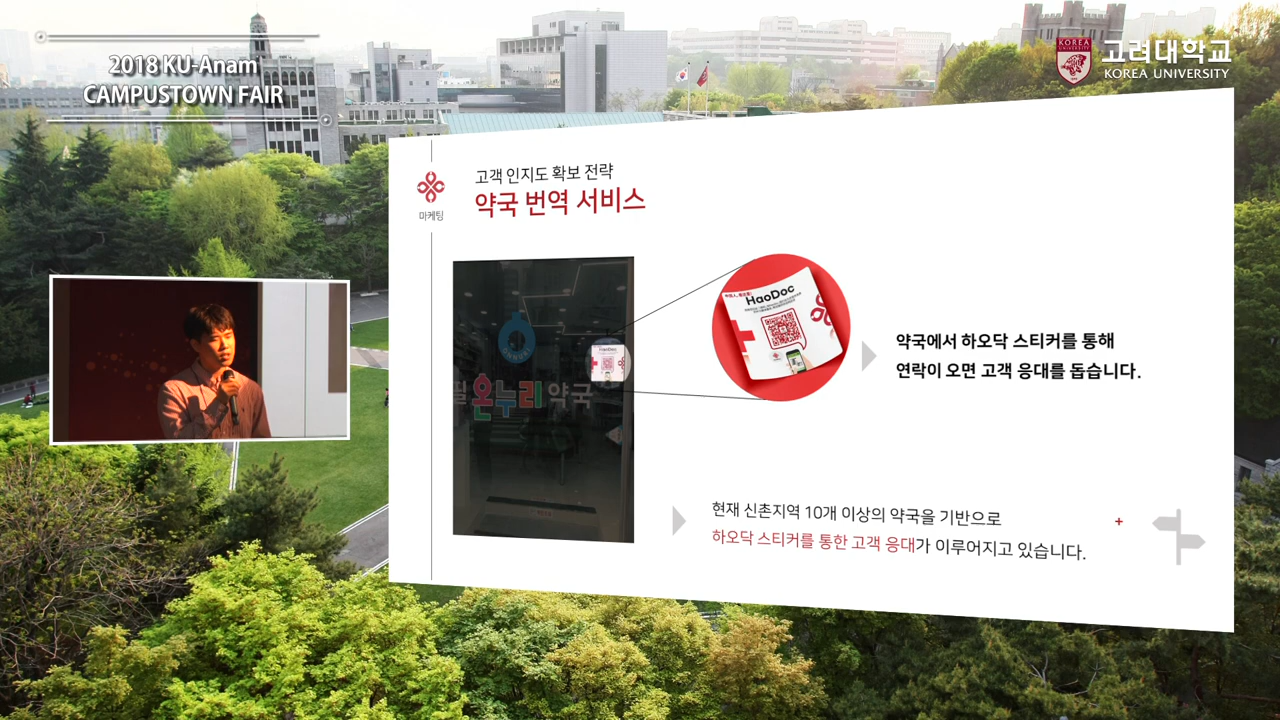 2018 KU-Anam
CAMPUSTOWN FAIR
KOREA
UNIVERSITY
고려대학교
KOREA UNIVERSITY
마케팅
고객 인지도 확보 전략
약국 번역 서비스
ONNURI
온누리약국
HaoDoc
HaoDoc
약국에서 하오닥 스티커를 통해
연락이 오면 고객 응대를 돕습니다.
현재 신촌지역 10개 이상의 약국을 기반으로
하오닥 스티커를 통한 고객 응대가 이루어지고 있습니다.